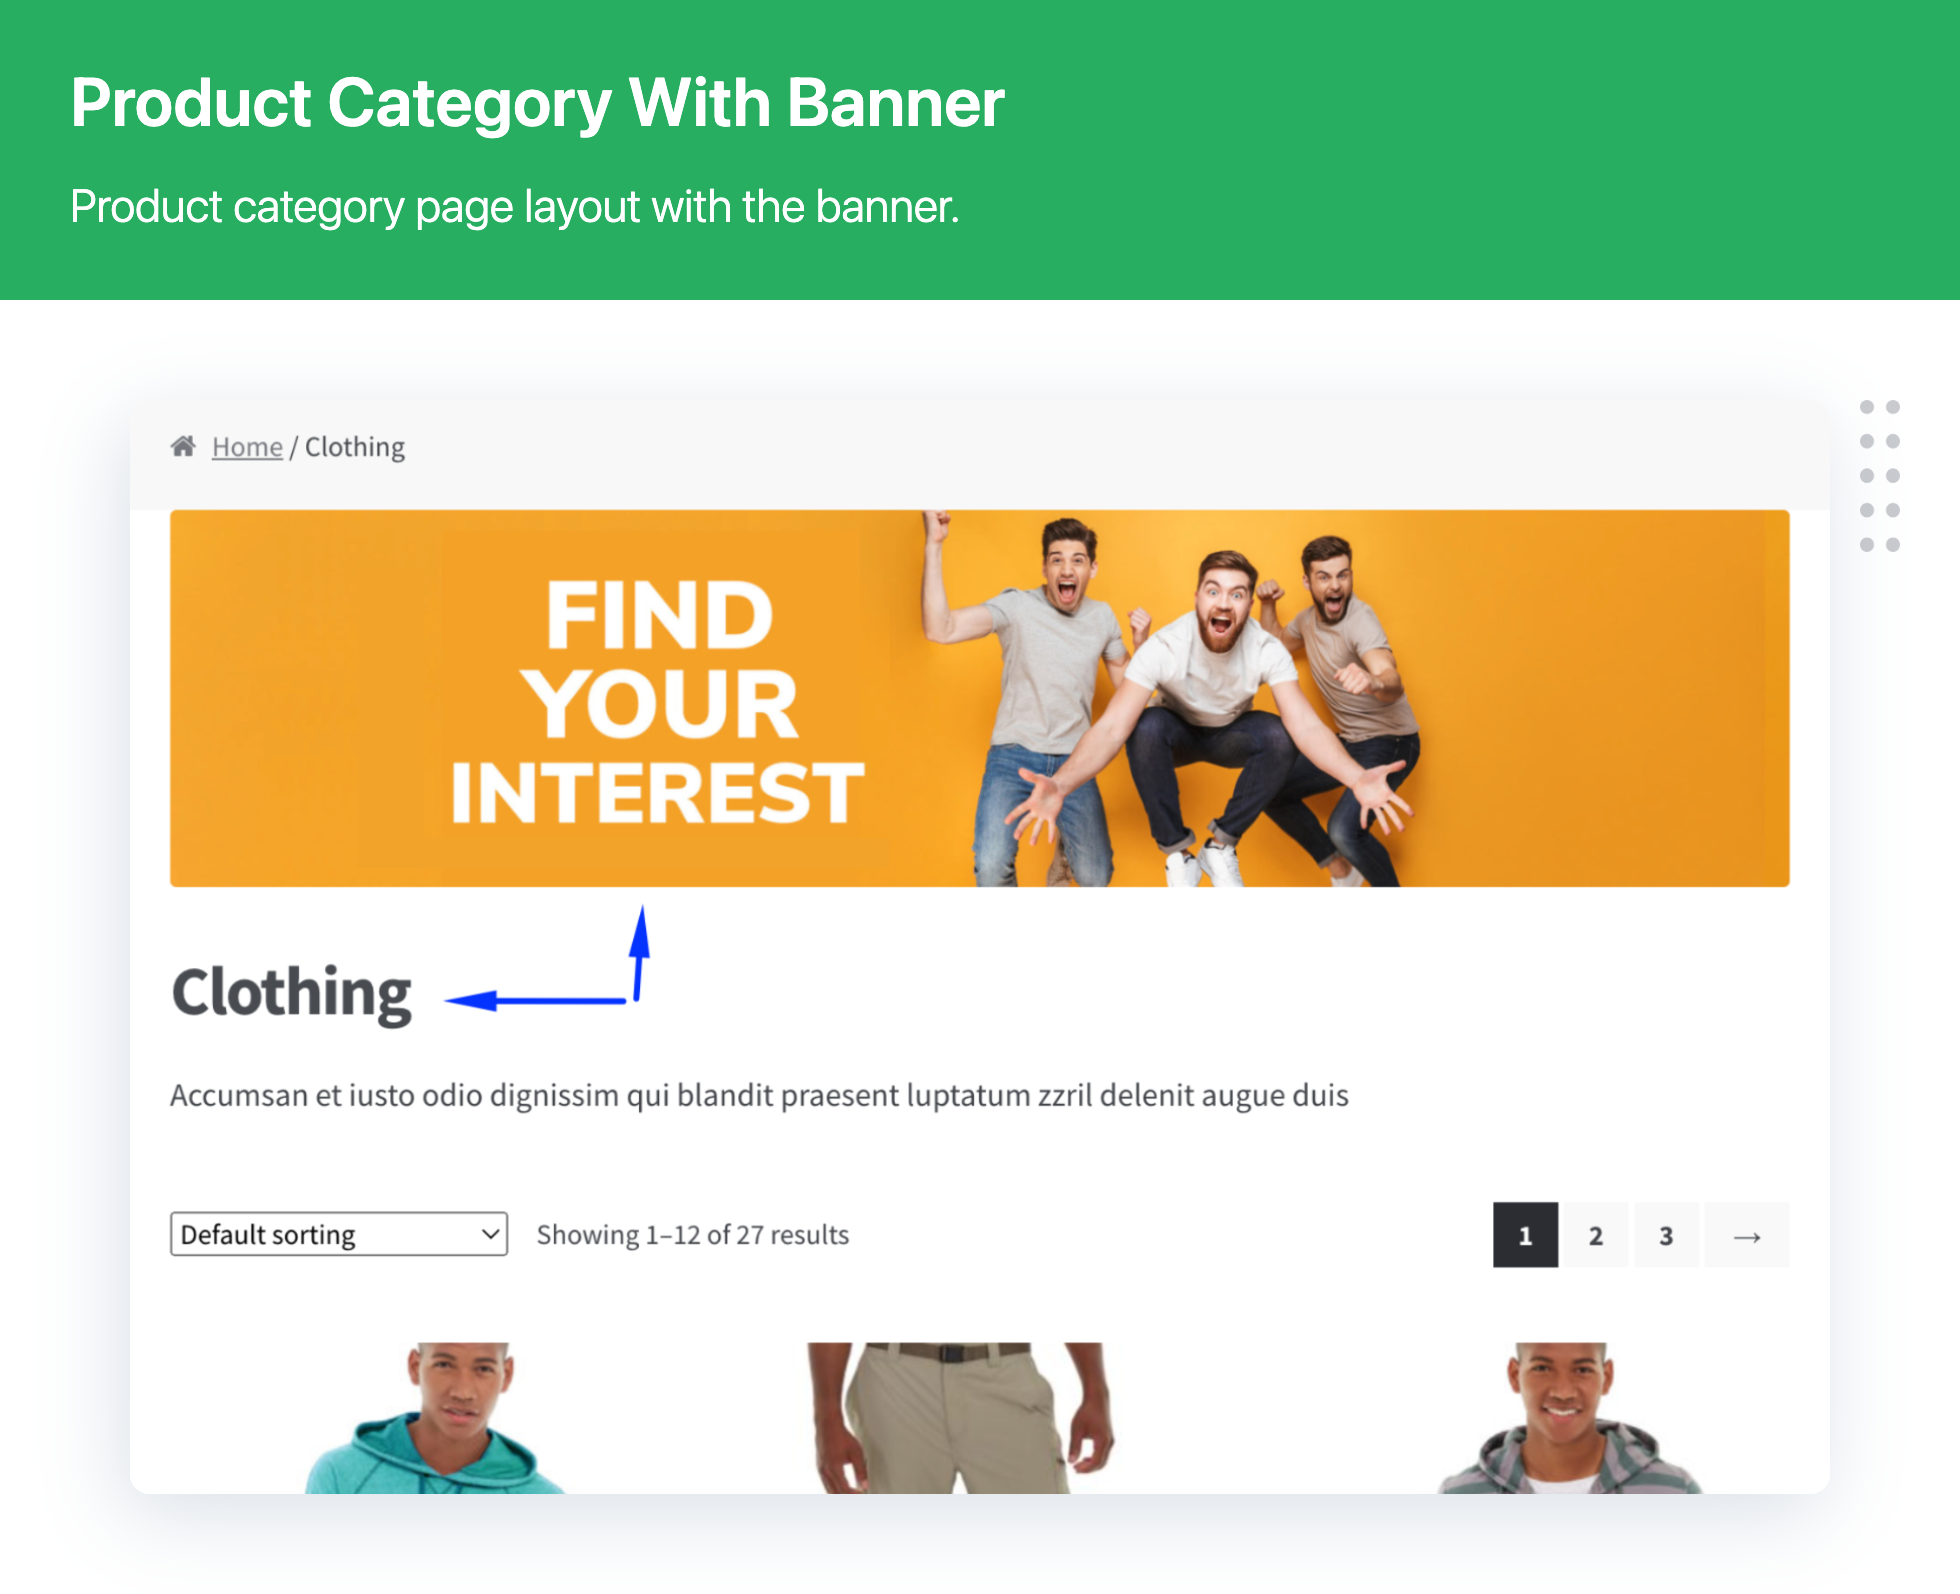 Product Category With Banner
Product category page layout with the banner.
Home / Clothing
FIND
YOUR
INTEREST
Clothing
Accumsan et iusto odio dignissim qui blandit praesent luptatum zzril delenit augue duis
Default sorting Showing 1–12 of 27 results 1 2 3 →